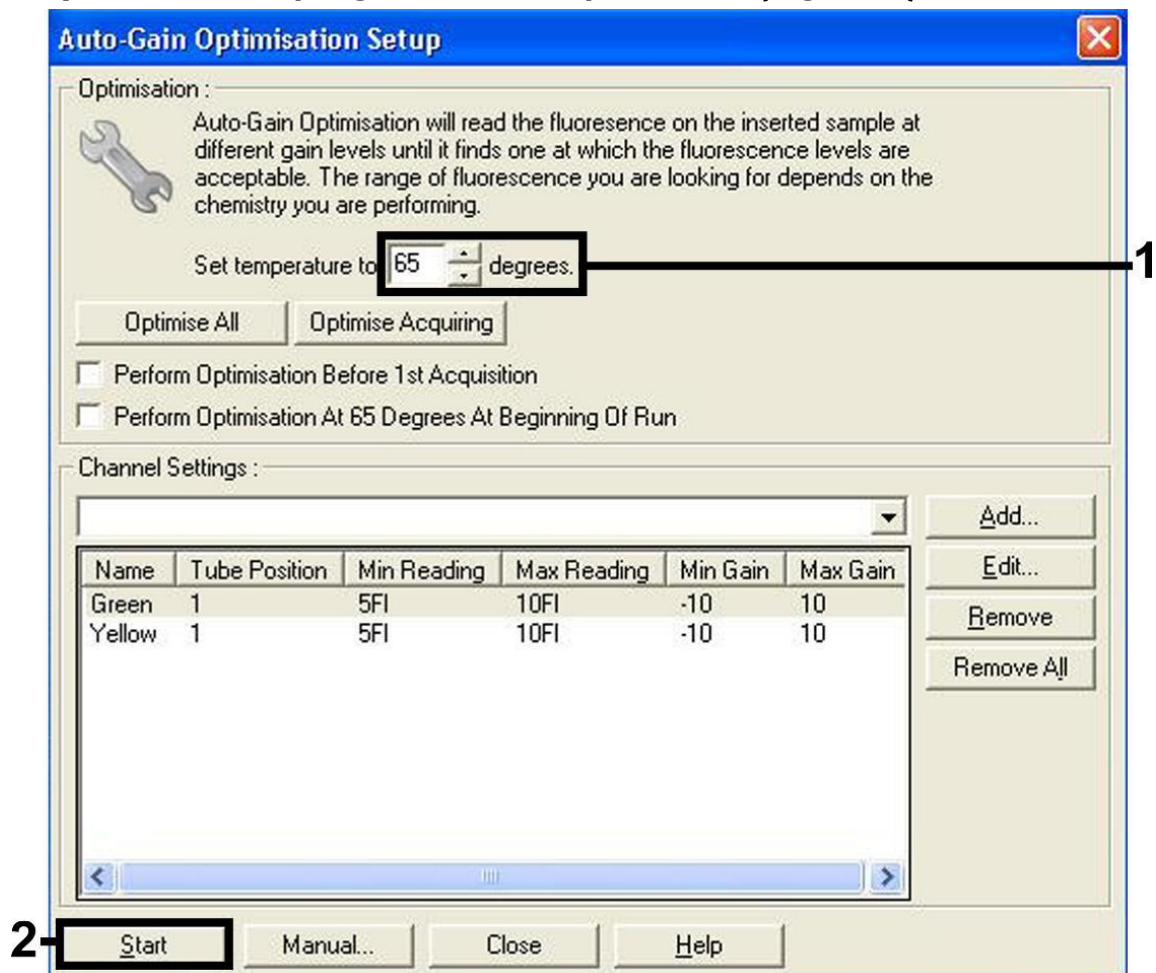 Auto-Gain Optimisation Setup
Optimisation :
Auto-Gain Optimisation will read the fluoresence on the inserted sample at
different gain levels until it finds one at which the fluorescence levels are
acceptable. The range of fluorescence you are looking for depends on the
chemistry you are performing.
Set temperature to 65 degrees.
1
Optimise All Optimise Acquiring
Perform Optimisation Before 1st Acquisition
Perform Optimisation At 65 Degrees At Beginning Of Run
Channel Settings :
Add...
Name Tube Position Min Reading Max Reading Min Gain Max Gain
Edit...
Green 1 5Fl 10Fl -10 10
Yellow 1 5Fl 10Fl -10 10
Remove
Remove All
2
Start Manual... Close Help